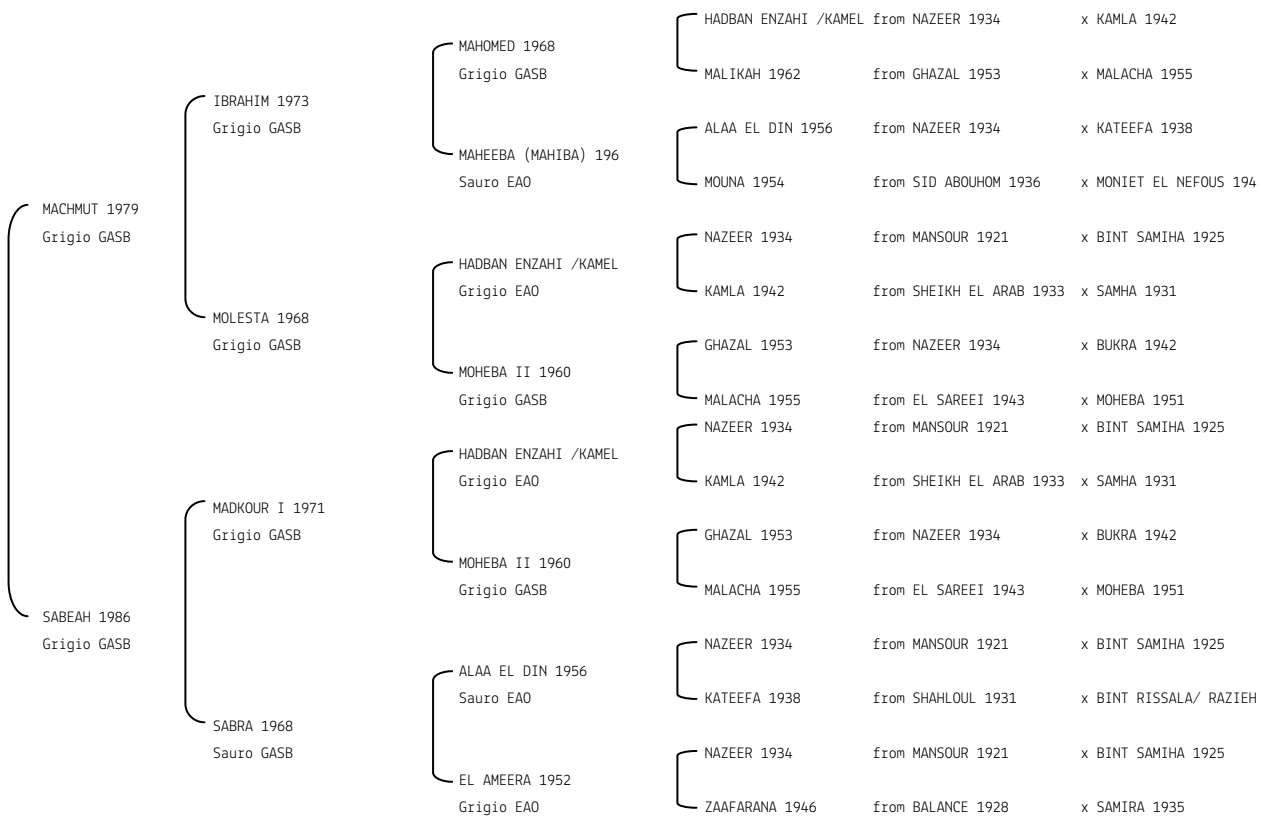 HADBAN ENZAHI /KAMEL from NAZEER 1934 x KAMLA 1942
MAHOMED 1968
Grigio GASB MALIKAH 1962 from GHAZAL 1953 x MALACHA 1955
IBRAHIM 1973
Grigio GASB ALAA EL DIN 1956 from NAZEER 1934 x KATEEFA 1938
MAHEEBA (MAHIBA) 196
Sauro EAO MOUNA 1954 from SID ABOUHOM 1936 x MONIET EL NEFOUS 194
MACHMUT 1979
Grigio GASB NAZEER 1934 from MANSOUR 1921 x BINT SAMIHA 1925
HADBAN ENZAHI /KAMEL
Grigio EAO KAMLA 1942 from SHEIKH EL ARAB 1933 x SAMHA 1931
MOLESTA 1968
Grigio GASB GHAZAL 1953 from NAZEER 1934 x BUKRA 1942
MOHEBA II 1960
Grigio GASB MALACHA 1955 from EL SAREEI 1943 x MOHEBA 1951
NAZEER 1934 from MANSOUR 1921 x BINT SAMIHA 1925
HADBAN ENZAHI /KAMEL
Grigio EAO KAMLA 1942 from SHEIKH EL ARAB 1933 x SAMHA 1931
MADKOUR I 1971
Grigio GASB GHAZAL 1953 from NAZEER 1934 x BUKRA 1942
MOHEBA II 1960
Grigio GASB MALACHA 1955 from EL SAREEI 1943 x MOHEBA 1951
SABEAH 1986
Grigio GASB NAZEER 1934 from MANSOUR 1921 x BINT SAMIHA 1925
ALAA EL DIN 1956
Sauro EAO KATEEFA 1938 from SHAHLOUL 1931 x BINT RISSALA/ RAZIEH
SABRA 1968
Sauro GASB NAZEER 1934 from MANSOUR 1921 x BINT SAMIHA 1925
EL AMEERA 1952
Grigio EAO ZAAFARANA 1946 from BALANCE 1928 x SAMIRA 1935